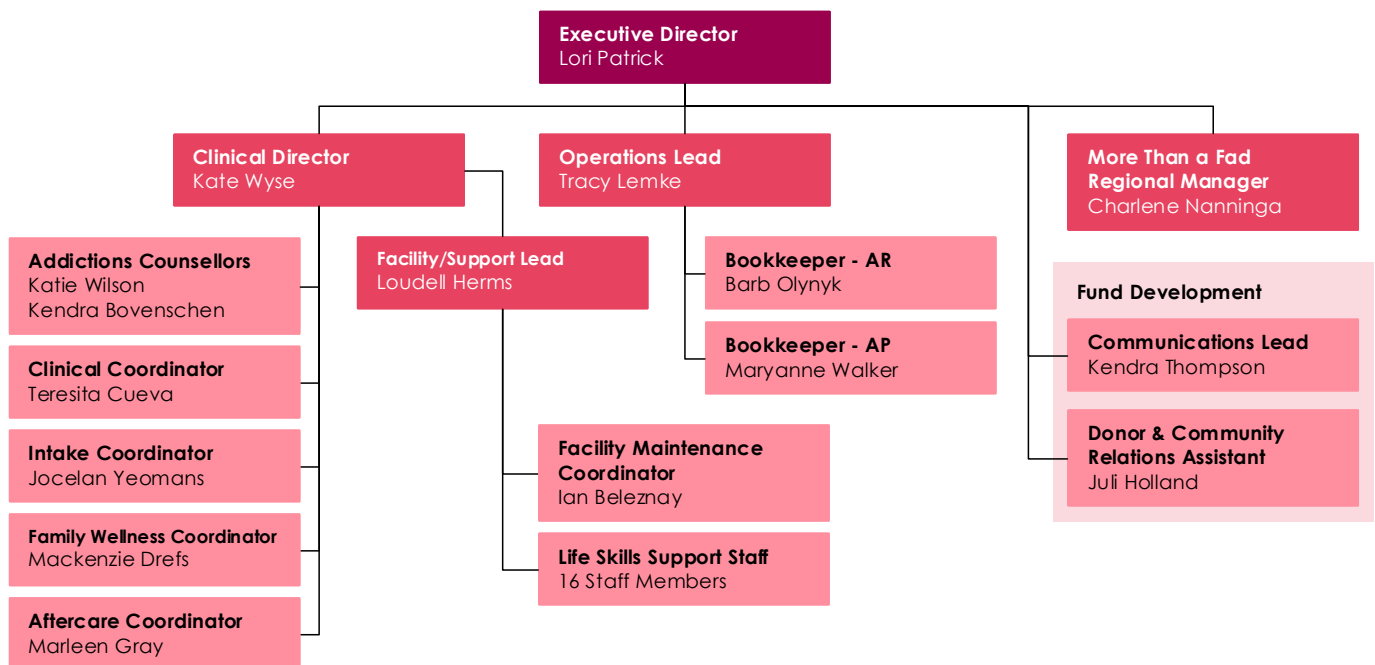 Executive Director
Lori Patrick
Clinical Director
Kate Wyse
Operations Lead
Tracy Lemke
More Than a Fad
Regional Manager
Charlene Nanninga
Addictions Counsellors
Katie Wilson
Kendra Bovenschen
Facility/Support Lead
Loudell Herms
Bookkeeper - AR
Barb Olynyk
Fund Development
Bookkeeper - AP
Maryanne Walker
Communications Lead
Kendra Thompson
Clinical Coordinator
Teresita Cueva
Intake Coordinator
Jocelan Yeomans
Facility Maintenance
Coordinator
Ian Beleznay
Donor & Community
Relations Assistant
Juli Holland
Family Wellness Coordinator
Mackenzie Drefs
Life Skills Support Staff
16 Staff Members
Aftercare Coordinator
Marleen Gray